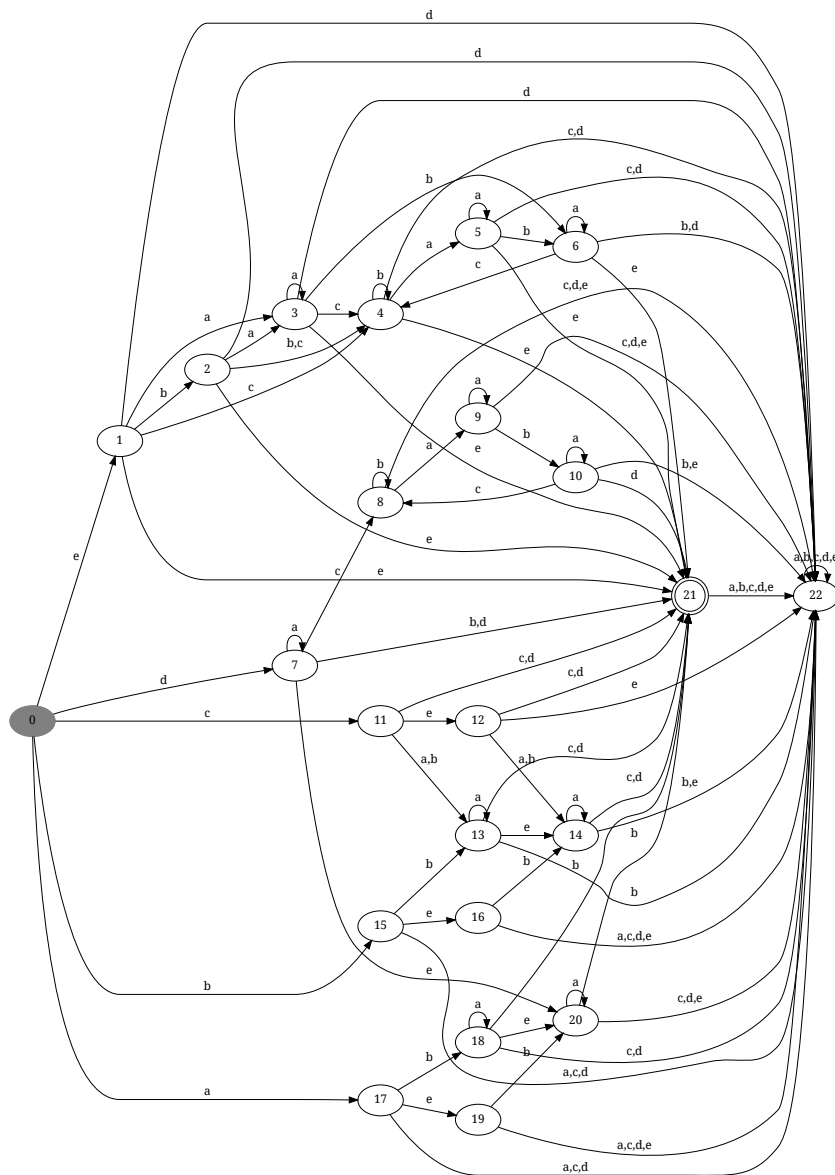 d
d
d
c,d
c,d
b
a
a
5
b
6
b,d
e
a
c
c,d,e
a
b
3
c
4
a
e
a
b,c
e
c,d,e
2
b
c
a
9
b
1
a
e
a
b,e
b
10
d
8
c
e
e
c
e
a,b,c,d,e
a,b,c,d,e
21
22
b,d
a
7
d
c,d
c,d
e
0
c
11
e
12
a,b
a,b
c,d
c,d
b,e
a
a
13
e
14
b
b
b
b
b
15
e
16
a,c,d,e
e
a
c,d,e
b
20
a
18
e
c,d
b
b
a,c,d
a
17
e
19
a,c,d,e
a,c,d